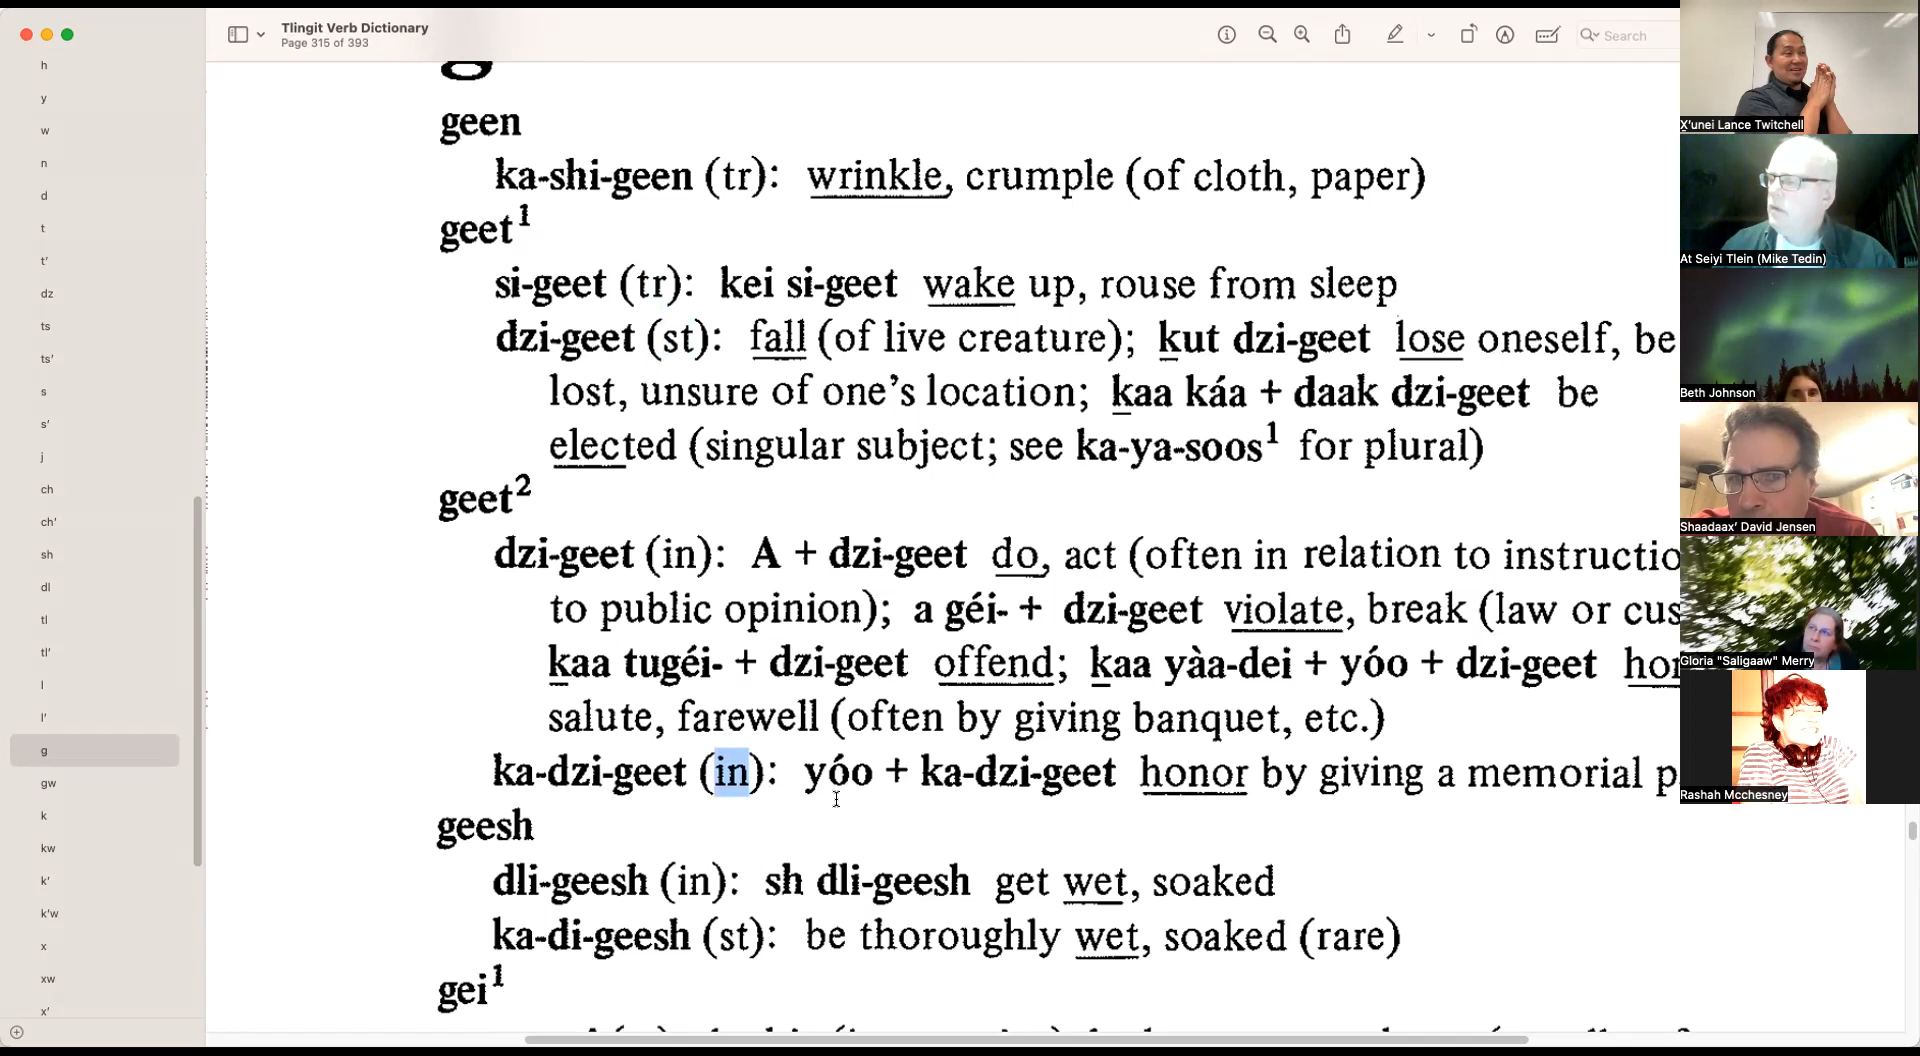 Tlingit Verb Dictionary
Page 315 of 393
Search
h
y
w
n
d
t
t'
dz
ts
ts'
s
s'
j
ch
ch'
sh
dl
tl
tl'
l
l'
g
gw
k
kw
k'
k'w
x
xw
x'
geen
ka-shi-geen (tr): wrinkle, crumple (of cloth, paper)
geet¹
si-geet (tr): kei si-geet wake up, rouse from sleep
dzi-geet (st): fall (of live creature); ḵut dzi-geet lose oneself, be
lost, unsure of one's location; ḵaa káa + daak dzi-geet be
elected (singular subject; see ka-ya-soos¹ for plural)
geet²
dzi-geet (in): A + dzi-geet do, act (often in relation to instructio
to public opinion); a géi- + dzi-geet violate, break (law or cus
ḵaa tugéi- + dzi-geet offend; ḵaa yàa-dei + yóo + dzi-geet hon
salute, farewell (often by giving banquet, etc.)
ka-dzi-geet (in): yóo + ka-dzi-geet honor by giving a memorial p
geesh
dli-geesh (in): sh dli-geesh get wet, soaked
ka-di-geesh (st): be thoroughly wet, soaked (rare)
gei¹
X̱'unei Lance Twitchell
At Seiyi Tlein (Mike Tedin)
Beth Johnson
Shaadaax' David Jensen
Gloria "Saligaaw" Merry
Rashah Mcchesney